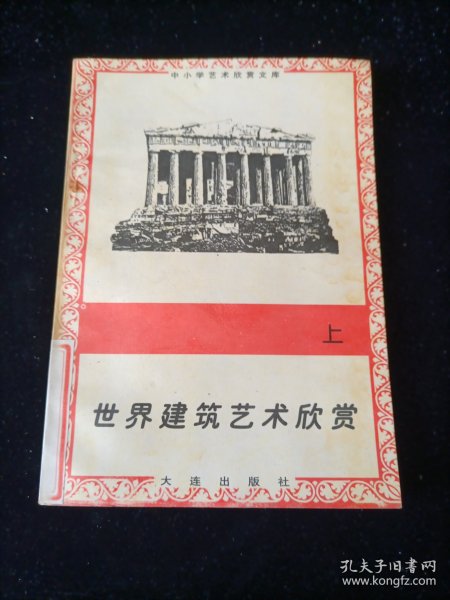 中小学艺术欣赏文库
上
世界建筑艺术欣赏
大连出版社
孔夫子旧书网
www.kongfz.com